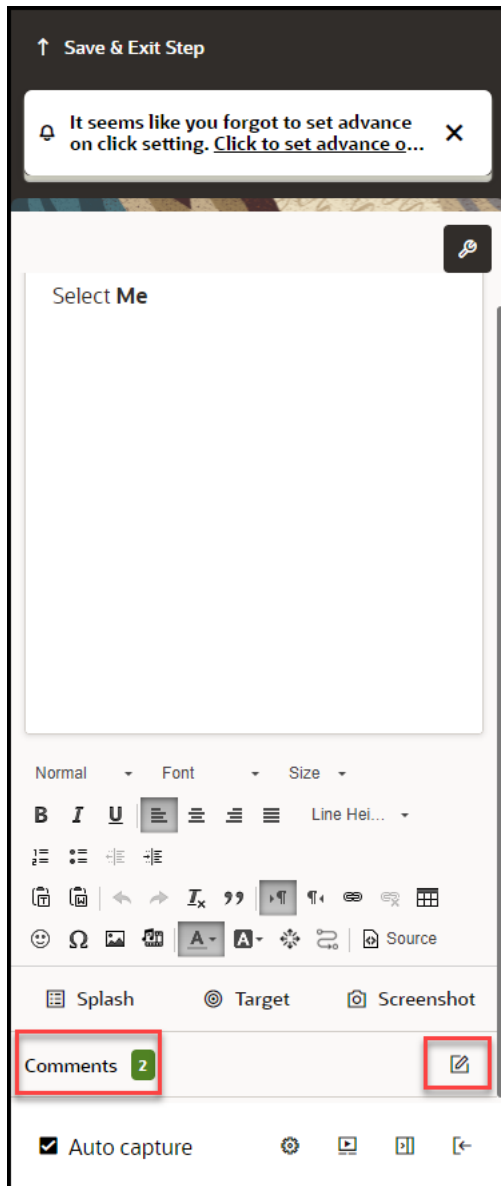 Save & Exit Step
It seems like you forgot to set advance
on click setting. Click to set advance o...
Select Me
Normal Font Size
B I U Line Hei...
Source
Splash Target Screenshot
Comments 2
Auto capture